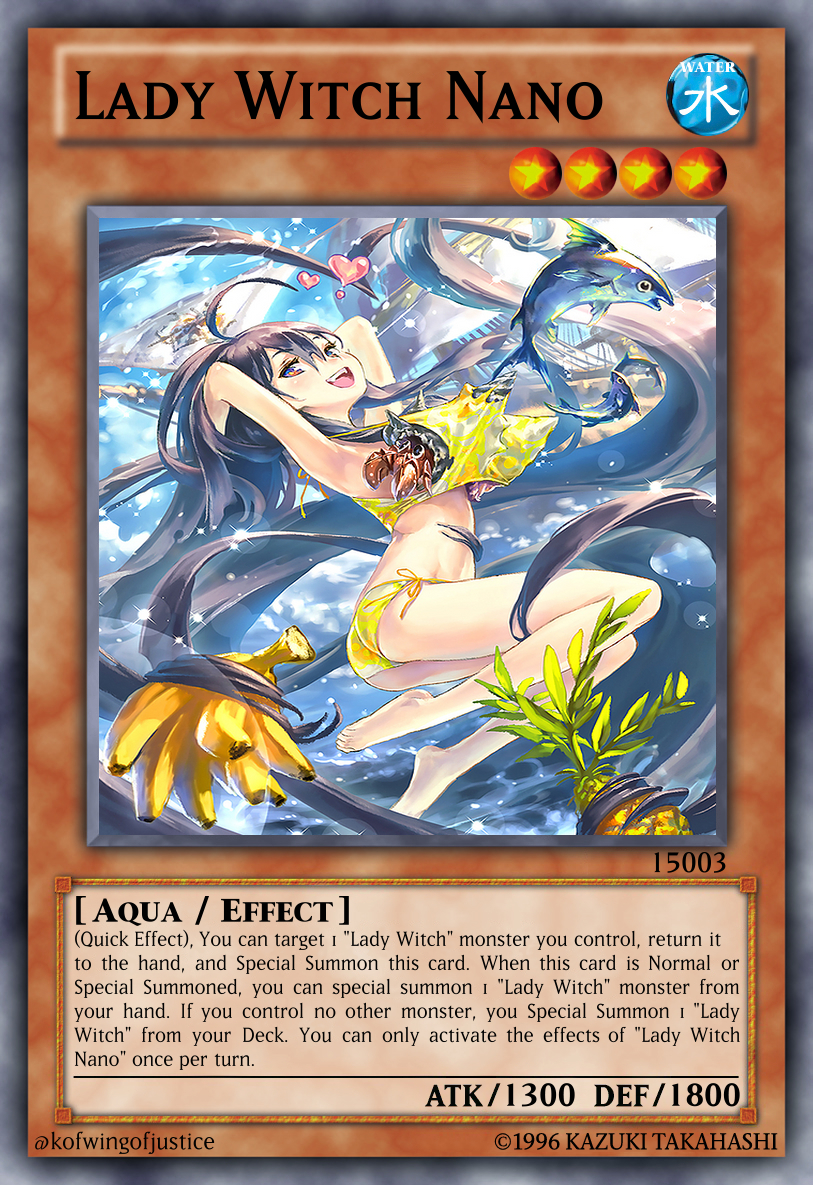 Lady Witch Nano
WATER
水
15003
[ Aqua / Effect ]
(Quick Effect), You can target 1 "Lady Witch" monster you control, return it
to the hand, and Special Summon this card. When this card is Normal or
Special Summoned, you can special summon 1 "Lady Witch" monster from
your hand. If you control no other monster, you Special Summon 1 "Lady
Witch" from your Deck. You can only activate the effects of "Lady Witch
Nano" once per turn.
ATK/1300 DEF/1800
@kofwingofjustice
©1996 KAZUKI TAKAHASHI